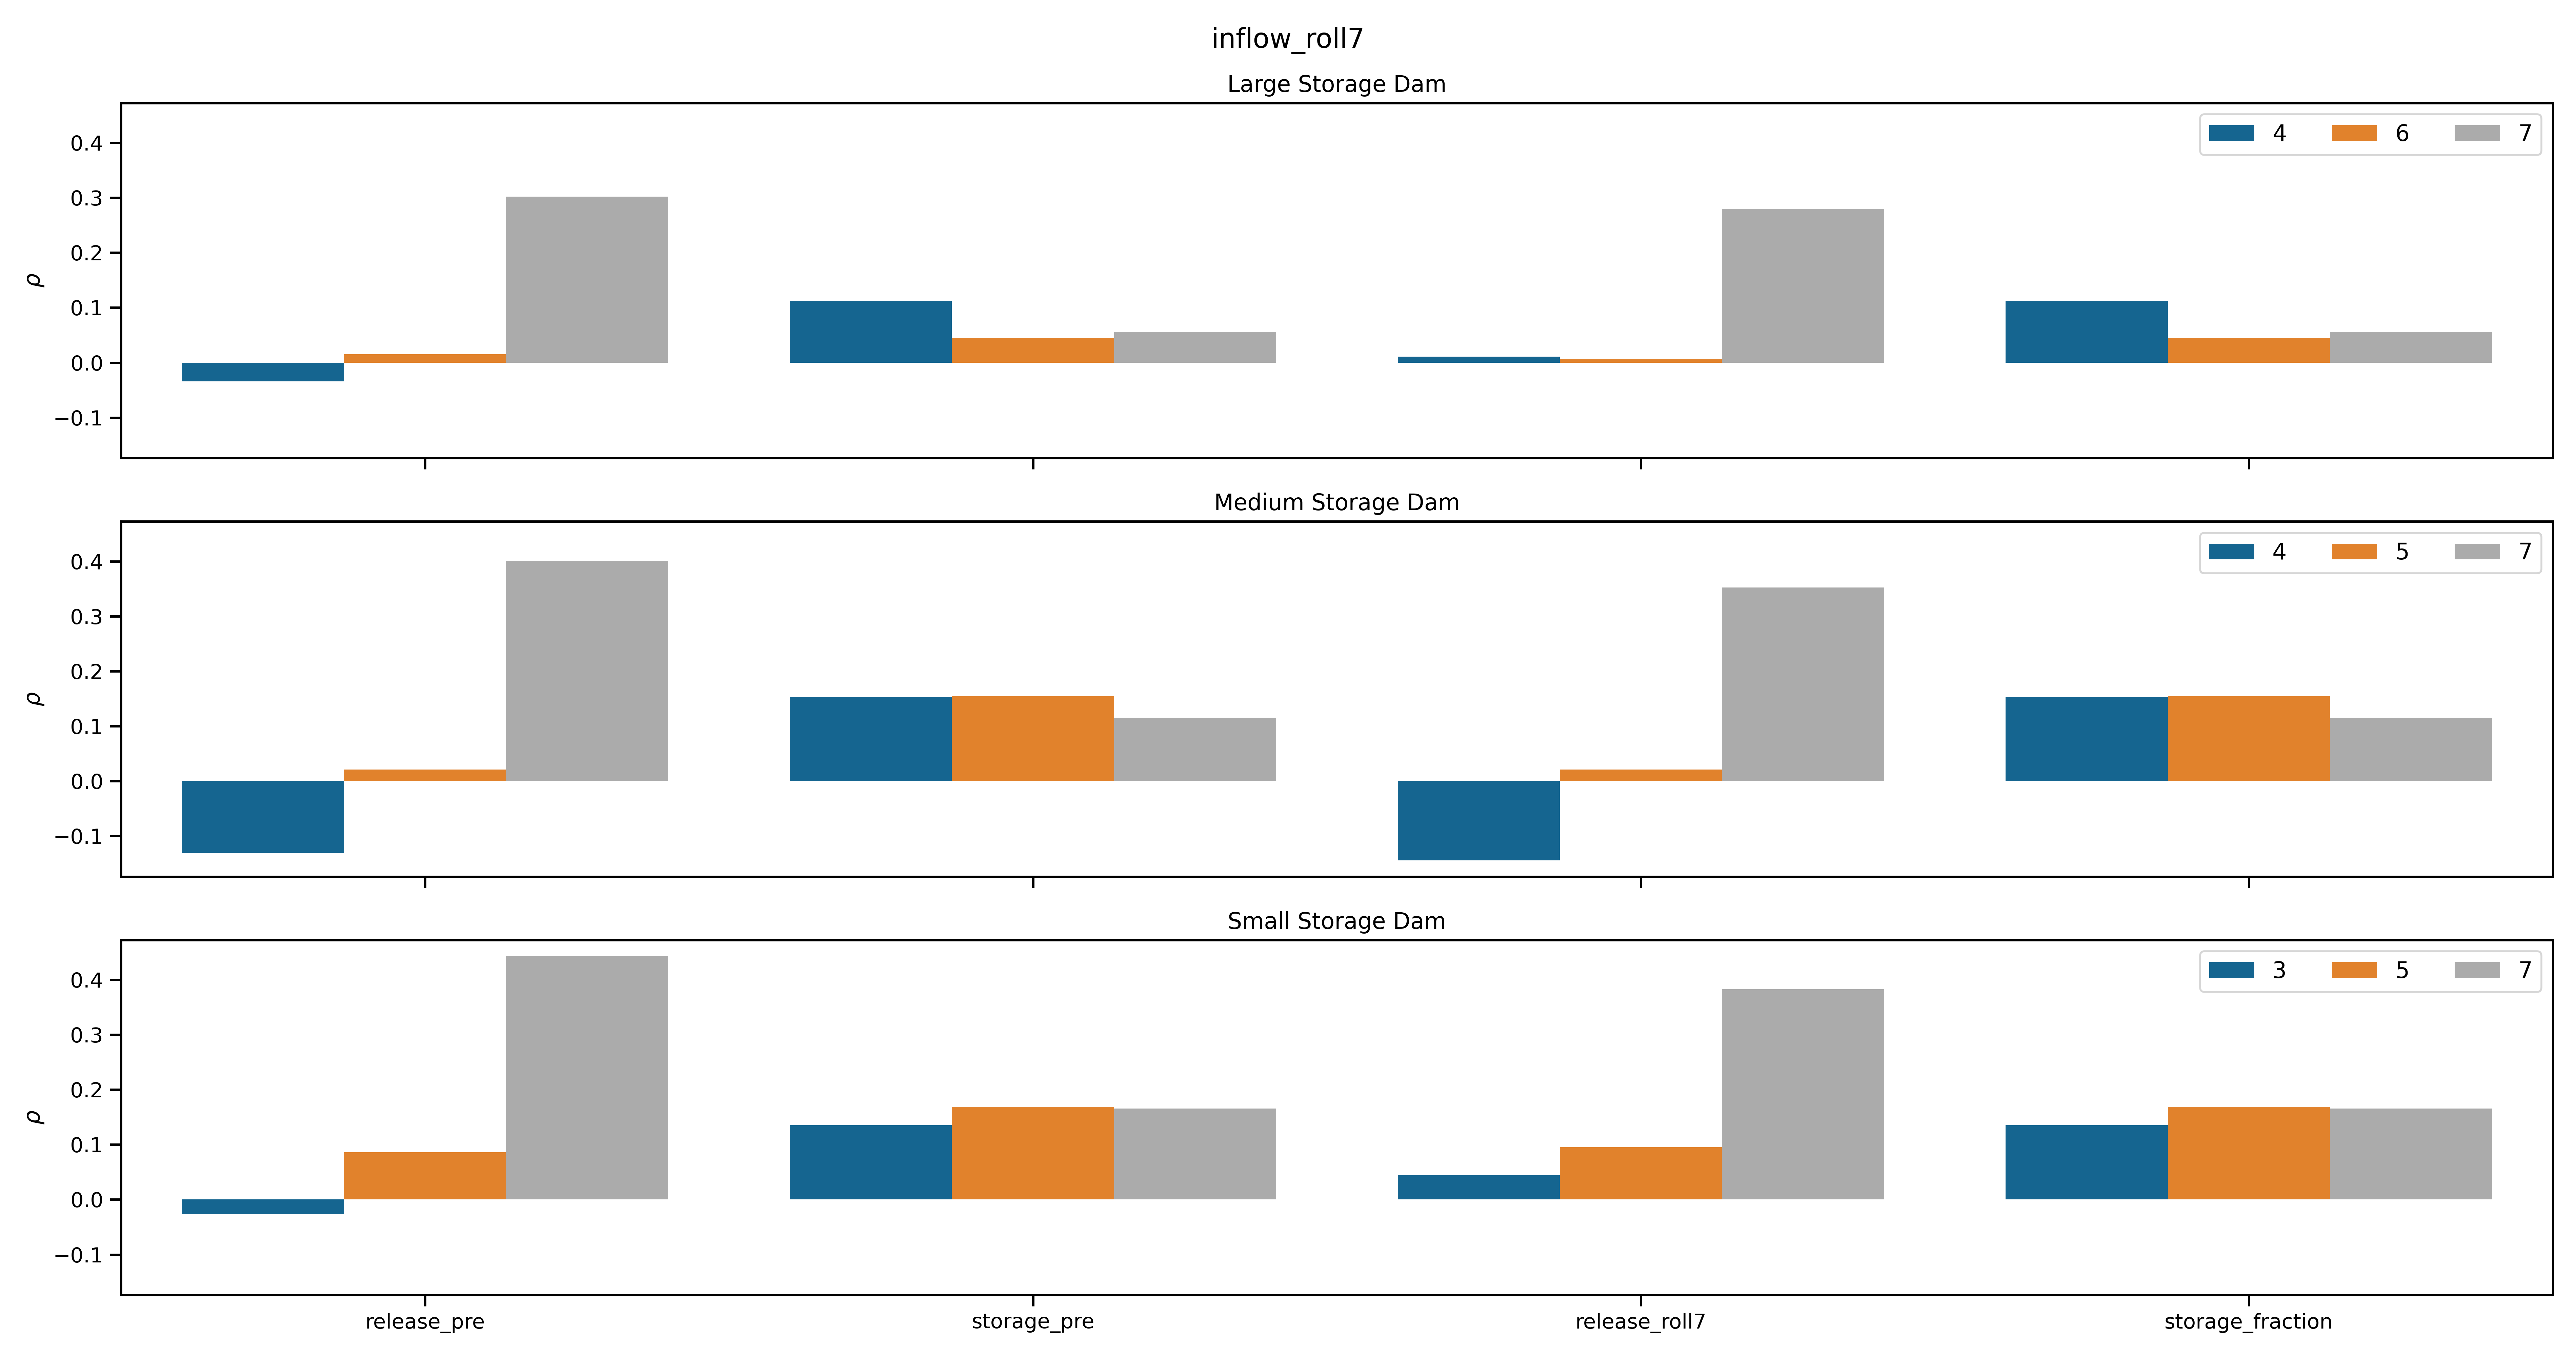 inflow_roll7
Large Storage Dam
4 6 7
0.4
0.3
0.2
0.1
0.0
−0.1
ρ
Medium Storage Dam
4 5 7
0.4
0.3
0.2
0.1
0.0
−0.1
ρ
Small Storage Dam
3 5 7
0.4
0.3
0.2
0.1
0.0
−0.1
ρ
release_pre storage_pre release_roll7 storage_fraction